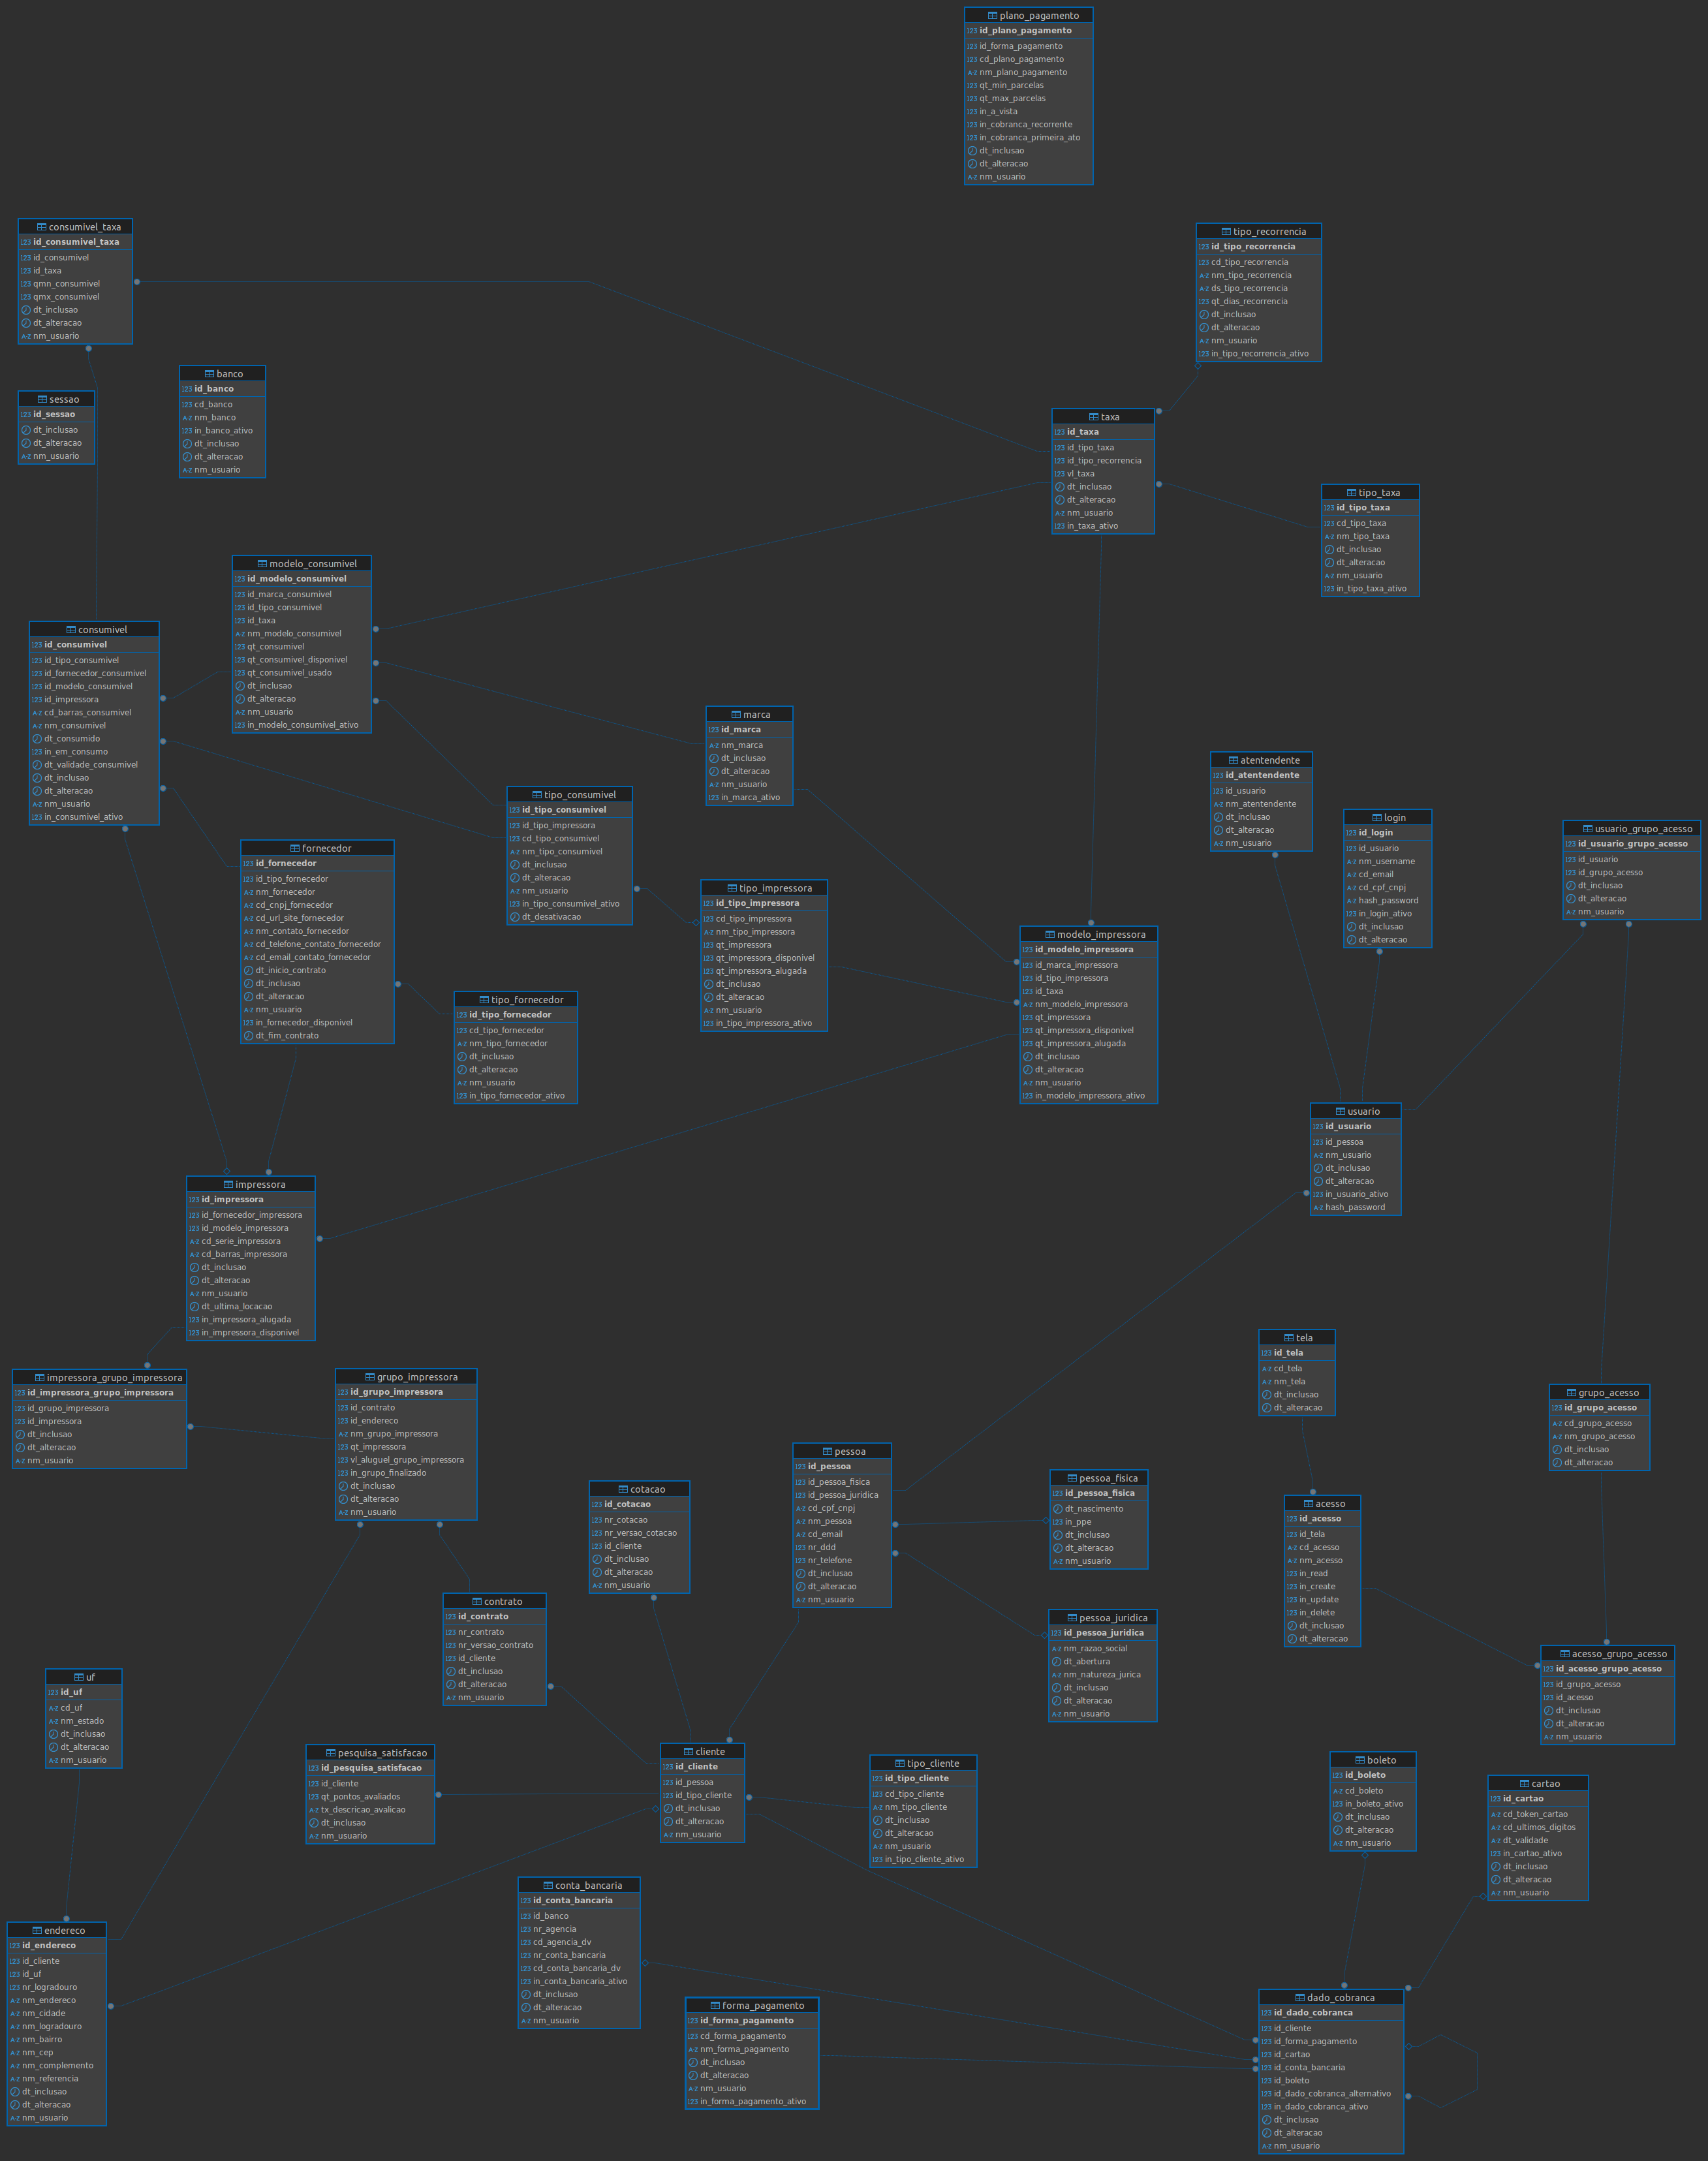 plano_pagamento
id_plano_pagamento
id_forma_pagamento
cd_plano_pagamento
nm_plano_pagamento
qt_min_parcelas
qt_max_parcelas
in_a_vista
in_cobranca_recorrente
in_cobranca_primeira_ato
dt_inclusao
dt_alteracao
nm_usuario
consumivel_taxa
id_consumivel_taxa
id_consumivel
id_taxa
qmn_consumivel
qmx_consumivel
dt_inclusao
dt_alteracao
nm_usuario
tipo_recorrencia
id_tipo_recorrencia
cd_tipo_recorrencia
nm_tipo_recorrencia
ds_tipo_recorrencia
qt_dias_recorrencia
dt_inclusao
dt_alteracao
nm_usuario
in_tipo_recorrencia_ativo
banco
id_banco
cd_banco
nm_banco
in_banco_ativo
dt_inclusao
dt_alteracao
nm_usuario
sessao
id_sessao
dt_inclusao
dt_alteracao
nm_usuario
taxa
id_taxa
id_tipo_taxa
id_tipo_recorrencia
vl_taxa
dt_inclusao
dt_alteracao
nm_usuario
in_taxa_ativo
tipo_taxa
id_tipo_taxa
cd_tipo_taxa
nm_tipo_taxa
dt_inclusao
dt_alteracao
nm_usuario
in_tipo_taxa_ativo
modelo_consumivel
id_modelo_consumivel
id_marca_consumivel
id_tipo_consumivel
id_taxa
nm_modelo_consumivel
qt_consumivel
qt_consumivel_disponivel
qt_consumivel_usado
dt_inclusao
dt_alteracao
nm_usuario
in_modelo_consumivel_ativo
consumivel
id_consumivel
id_tipo_consumivel
id_fornecedor_consumivel
id_modelo_consumivel
id_impressora
cd_barras_consumivel
nm_consumivel
dt_consumido
in_em_consumo
dt_validade_consumivel
dt_inclusao
dt_alteracao
nm_usuario
in_consumivel_ativo
marca
id_marca
nm_marca
dt_inclusao
dt_alteracao
nm_usuario
in_marca_ativo
atentendente
id_atentendente
id_usuario
nm_atentendente
dt_inclusao
dt_alteracao
nm_usuario
tipo_consumivel
id_tipo_consumivel
id_tipo_impressora
cd_tipo_consumivel
nm_tipo_consumivel
dt_inclusao
dt_alteracao
nm_usuario
in_tipo_consumivel_ativo
dt_desativacao
login
id_login
id_usuario
nm_username
cd_email
cd_cpf_cnpj
hash_password
in_login_ativo
dt_inclusao
dt_alteracao
usuario_grupo_acesso
id_usuario_grupo_acesso
id_usuario
id_grupo_acesso
dt_inclusao
dt_alteracao
nm_usuario
fornecedor
id_fornecedor
id_tipo_fornecedor
nm_fornecedor
cd_cnpj_fornecedor
cd_url_site_fornecedor
nm_contato_fornecedor
cd_telefone_contato_fornecedor
cd_email_contato_fornecedor
dt_inicio_contrato
dt_inclusao
dt_alteracao
nm_usuario
in_fornecedor_disponivel
dt_fim_contrato
tipo_impressora
id_tipo_impressora
cd_tipo_impressora
nm_tipo_impressora
qt_impressora
qt_impressora_disponivel
qt_impressora_alugada
dt_inclusao
dt_alteracao
nm_usuario
in_tipo_impressora_ativo
modelo_impressora
id_modelo_impressora
id_marca_impressora
id_tipo_impressora
id_taxa
nm_modelo_impressora
qt_impressora
qt_impressora_disponivel
qt_impressora_alugada
dt_inclusao
dt_alteracao
nm_usuario
in_modelo_impressora_ativo
tipo_fornecedor
id_tipo_fornecedor
cd_tipo_fornecedor
nm_tipo_fornecedor
dt_inclusao
dt_alteracao
nm_usuario
in_tipo_fornecedor_ativo
usuario
id_usuario
id_pessoa
nm_usuario
dt_inclusao
dt_alteracao
in_usuario_ativo
hash_password
impressora
id_impressora
id_fornecedor_impressora
id_modelo_impressora
cd_serie_impressora
cd_barras_impressora
dt_inclusao
dt_alteracao
nm_usuario
dt_ultima_locacao
in_impressora_alugada
in_impressora_disponivel
tela
id_tela
cd_tela
nm_tela
dt_inclusao
dt_alteracao
impressora_grupo_impressora
id_impressora_grupo_impressora
id_grupo_impressora
id_impressora
dt_inclusao
dt_alteracao
nm_usuario
grupo_impressora
id_grupo_impressora
id_contrato
id_endereco
nm_grupo_impressora
qt_impressora
vl_aluguel_grupo_impressora
in_grupo_finalizado
dt_inclusao
dt_alteracao
nm_usuario
grupo_acesso
id_grupo_acesso
cd_grupo_acesso
nm_grupo_acesso
dt_inclusao
dt_alteracao
pessoa
id_pessoa
id_pessoa_fisica
id_pessoa_juridica
cd_cpf_cnpj
nm_pessoa
cd_email
nr_ddd
nr_telefone
dt_inclusao
dt_alteracao
nm_usuario
pessoa_fisica
id_pessoa_fisica
dt_nascimento
in_ppe
dt_inclusao
dt_alteracao
nm_usuario
cotacao
id_cotacao
nr_cotacao
nr_versao_cotacao
id_cliente
dt_inclusao
dt_alteracao
nm_usuario
acesso
id_acesso
id_tela
cd_acesso
nm_acesso
in_read
in_create
in_update
in_delete
dt_inclusao
dt_alteracao
contrato
id_contrato
nr_contrato
nr_versao_contrato
id_cliente
dt_inclusao
dt_alteracao
nm_usuario
pessoa_juridica
id_pessoa_juridica
nm_razao_social
dt_abertura
nm_natureza_jurica
dt_inclusao
dt_alteracao
nm_usuario
acesso_grupo_acesso
id_acesso_grupo_acesso
id_grupo_acesso
id_acesso
dt_inclusao
dt_alteracao
nm_usuario
uf
id_uf
cd_uf
nm_estado
dt_inclusao
dt_alteracao
nm_usuario
pesquisa_satisfacao
id_pesquisa_satisfacao
id_cliente
qt_pontos_avaliados
tx_descricao_avalicao
dt_inclusao
nm_usuario
cliente
id_cliente
id_pessoa
id_tipo_cliente
dt_inclusao
dt_alteracao
nm_usuario
tipo_cliente
id_tipo_cliente
cd_tipo_cliente
nm_tipo_cliente
dt_inclusao
dt_alteracao
nm_usuario
in_tipo_cliente_ativo
boleto
id_boleto
cd_boleto
in_boleto_ativo
dt_inclusao
dt_alteracao
nm_usuario
cartao
id_cartao
cd_token_cartao
cd_ultimos_digitos
dt_validade
in_cartao_ativo
dt_inclusao
dt_alteracao
nm_usuario
conta_bancaria
id_conta_bancaria
id_banco
nr_agencia
cd_agencia_dv
nr_conta_bancaria
cd_conta_bancaria_dv
in_conta_bancaria_ativo
dt_inclusao
dt_alteracao
nm_usuario
endereco
id_endereco
id_cliente
id_uf
nr_logradouro
nm_endereco
nm_cidade
nm_logradouro
nm_bairro
nm_cep
nm_complemento
nm_referencia
dt_inclusao
dt_alteracao
nm_usuario
forma_pagamento
id_forma_pagamento
cd_forma_pagamento
nm_forma_pagamento
dt_inclusao
dt_alteracao
nm_usuario
in_forma_pagamento_ativo
dado_cobranca
id_dado_cobranca
id_cliente
id_forma_pagamento
id_cartao
id_conta_bancaria
id_boleto
id_dado_cobranca_alternativo
in_dado_cobranca_ativo
dt_inclusao
dt_alteracao
nm_usuario